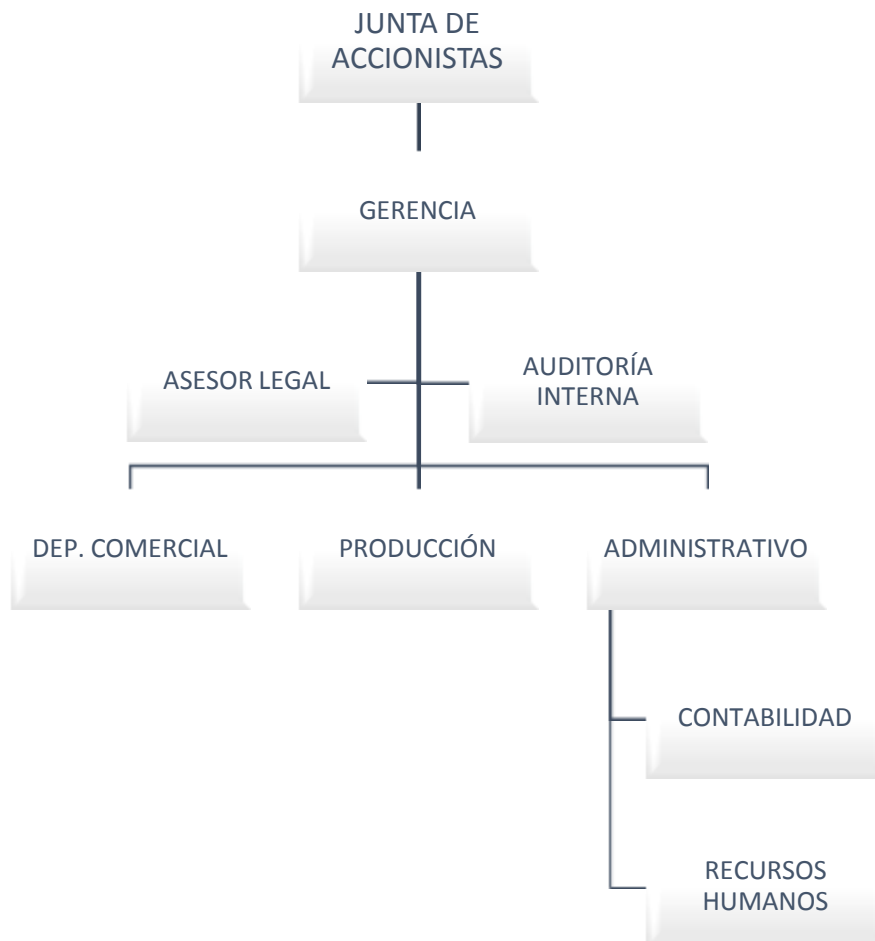 JUNTA DE
ACCIONISTAS
GERENCIA
ASESOR LEGAL
AUDITORÍA
INTERNA
DEP. COMERCIAL
PRODUCCIÓN
ADMINISTRATIVO
CONTABILIDAD
RECURSOS
HUMANOS